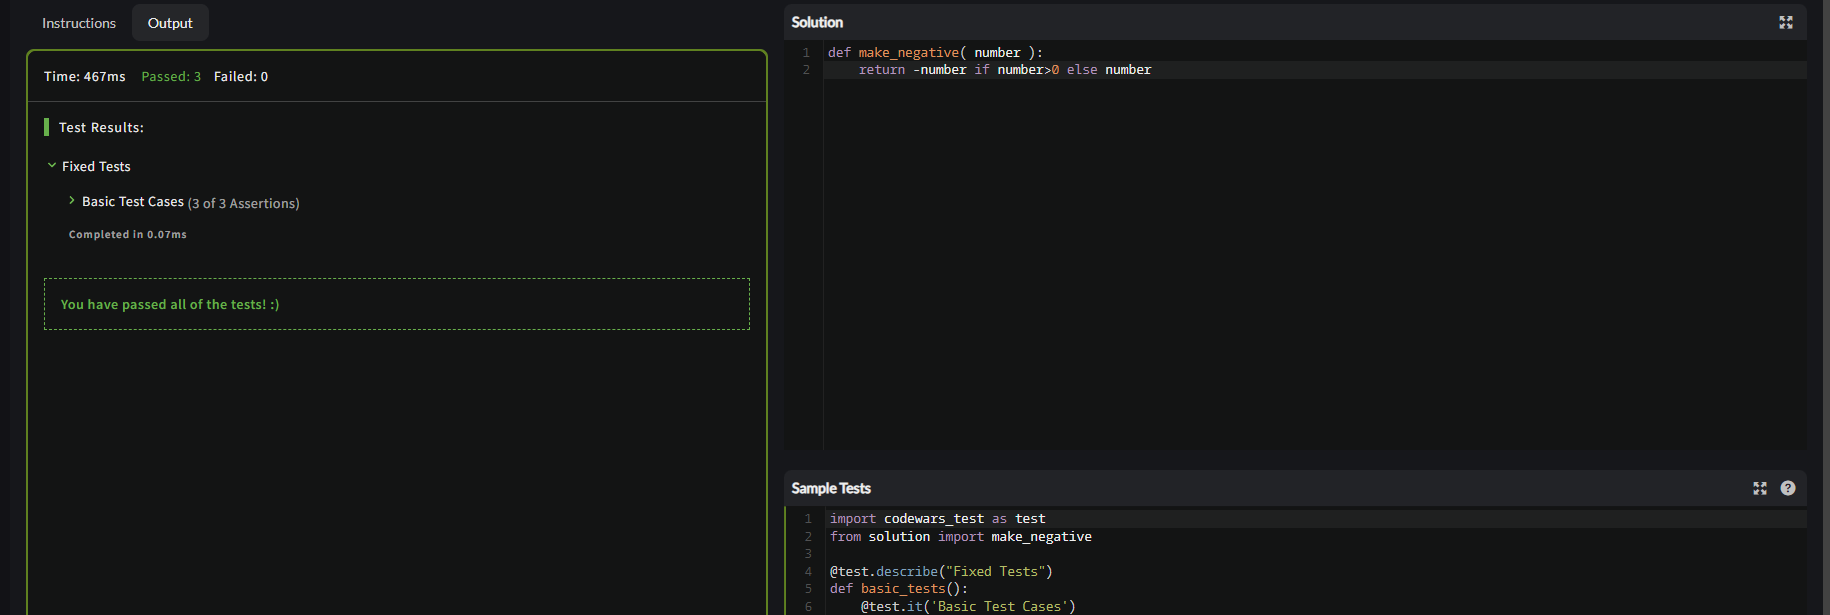 Instructions
Output
Time: 467ms Passed: 3 Failed: 0
Test Results:
Fixed Tests
Basic Test Cases (3 of 3 Assertions)
Completed in 0.07ms
You have passed all of the tests! :)
Solution
1 def make_negative( number ):
2     return -number if number>0 else number
Sample Tests
?
1 import codewars_test as test
2 from solution import make_negative
3
4 @test.describe("Fixed Tests")
5 def basic_tests():
6     @test.it('Basic Test Cases')